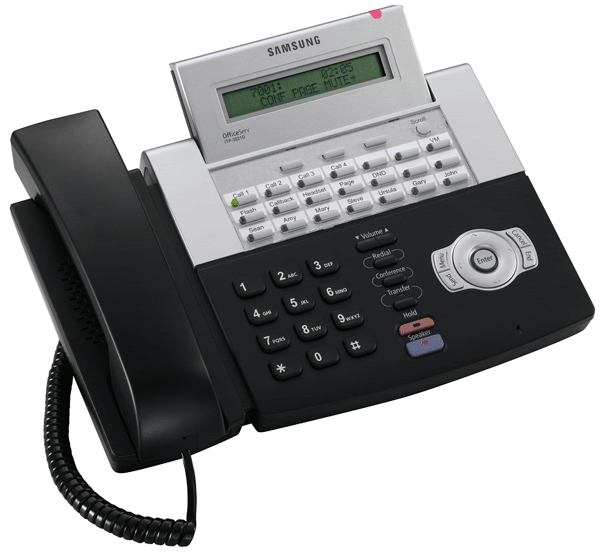 SAMSUNG
7001: 02:05
CONF PAGE MUTE→
OfficeServ
ITP-5021D
Scroll
Call 1 Call 2 Call 3 Call 4 VM
Flash Callback Headset Page DND
Sean Amy Mary Steve Ursula Gary John
▼ Volume ▲
Redial
Conference
Transfer
Hold
Speaker
Menu
Send
Enter
Cancel
End
1 2 ABC 3 DEF
4 GHI 5 JKL 6 MNO
7 PQRS 8 TUV 9 WXYZ
* 0 #